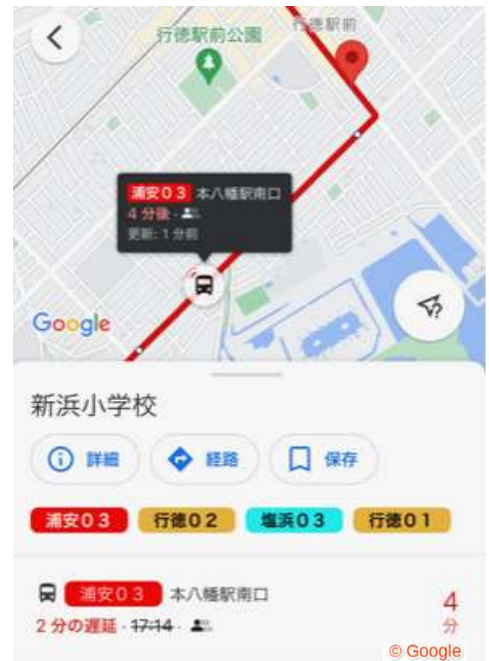 行徳駅前公園
行徳駅前
浦安０３ 本八幡駅南口
4 分後 ·
更新: 1 分前
Google
新浜小学校
詳細
経路
保存
浦安０３
行徳０２
塩浜０３
行徳０１
浦安０３ 本八幡駅南口
4
2 分の遅延 · 17:14 ·
分
© Google